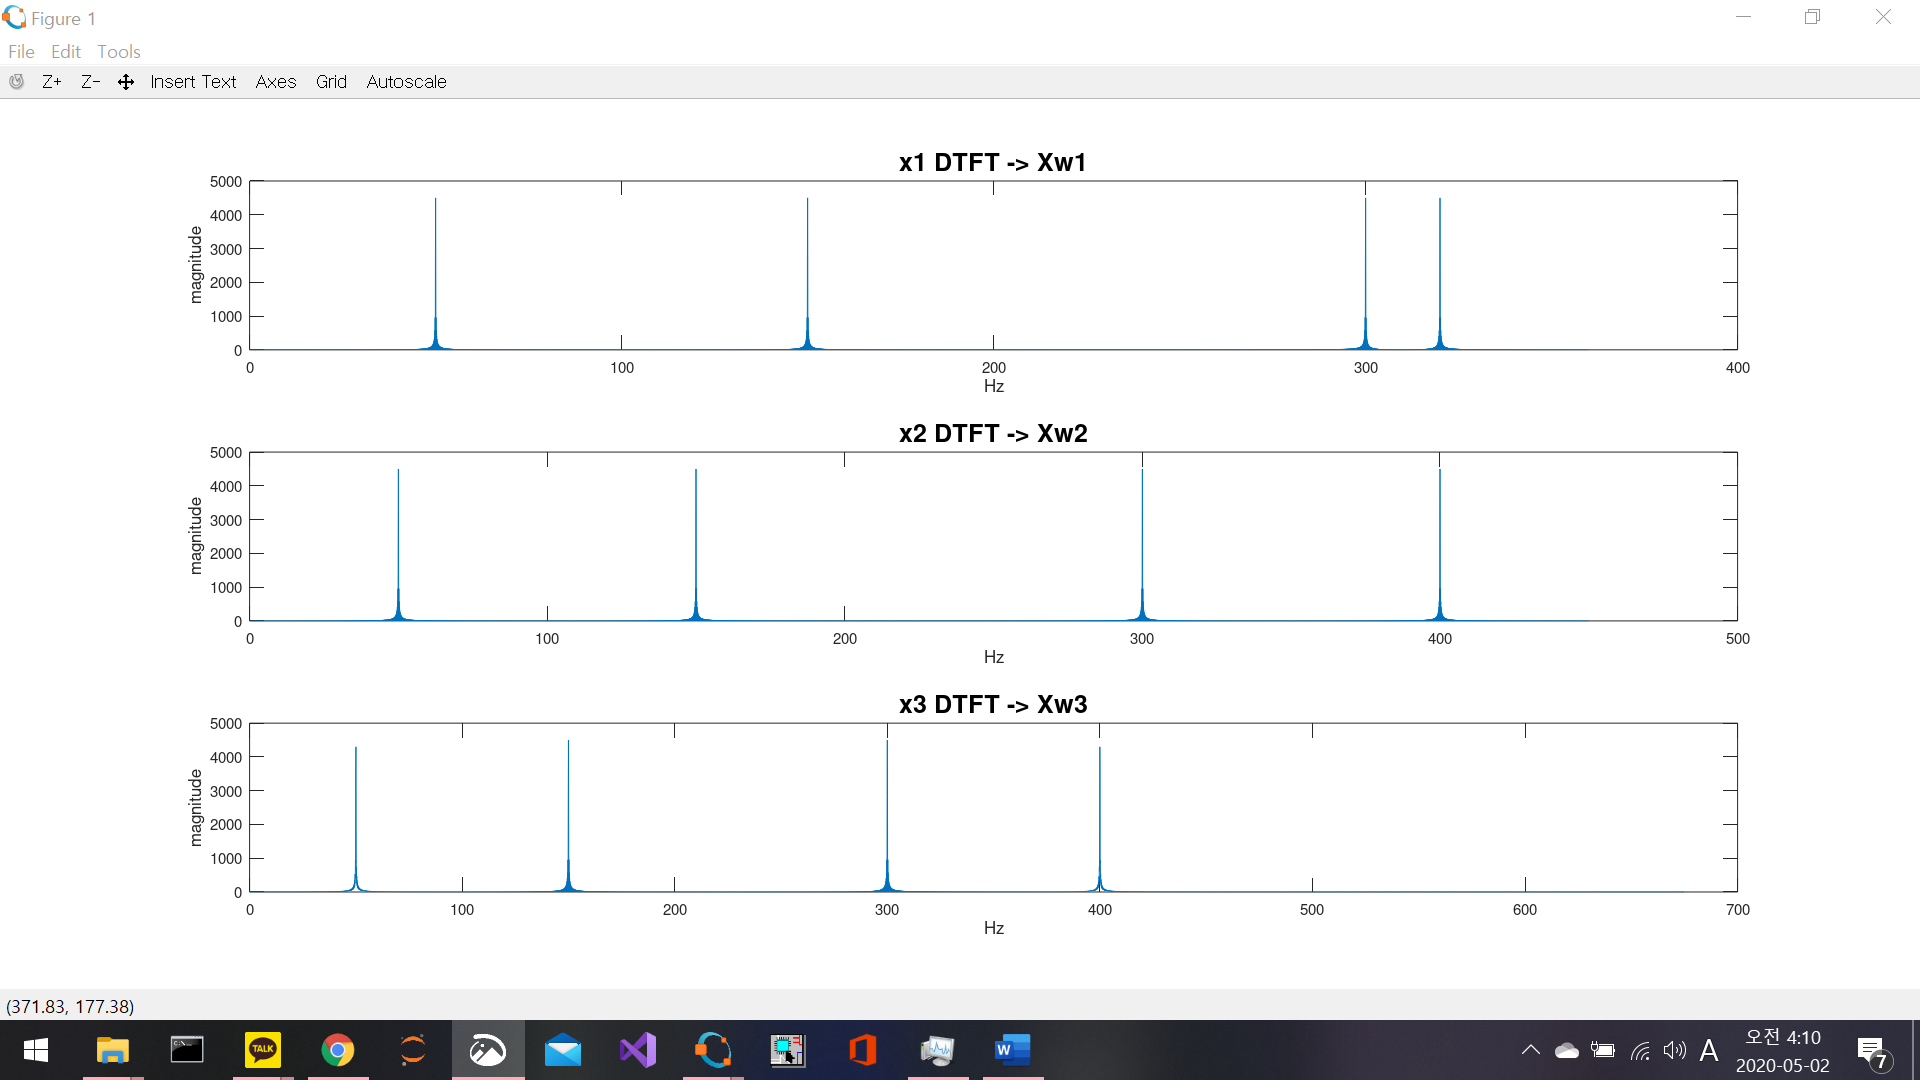 Figure 1
File Edit Tools
Z+ Z- Insert Text Axes Grid Autoscale
x1 DTFT -> Xw1
magnitude
5000
4000
3000
2000
1000
0
0 100 200 300 400
Hz
x2 DTFT -> Xw2
magnitude
5000
4000
3000
2000
1000
0
0 100 200 300 400 500
Hz
x3 DTFT -> Xw3
magnitude
5000
4000
3000
2000
1000
0
0 100 200 300 400 500 600 700
Hz
(371.83, 177.38)
C:\_
TALK
W
A
오전 4:10
2020-05-02
7